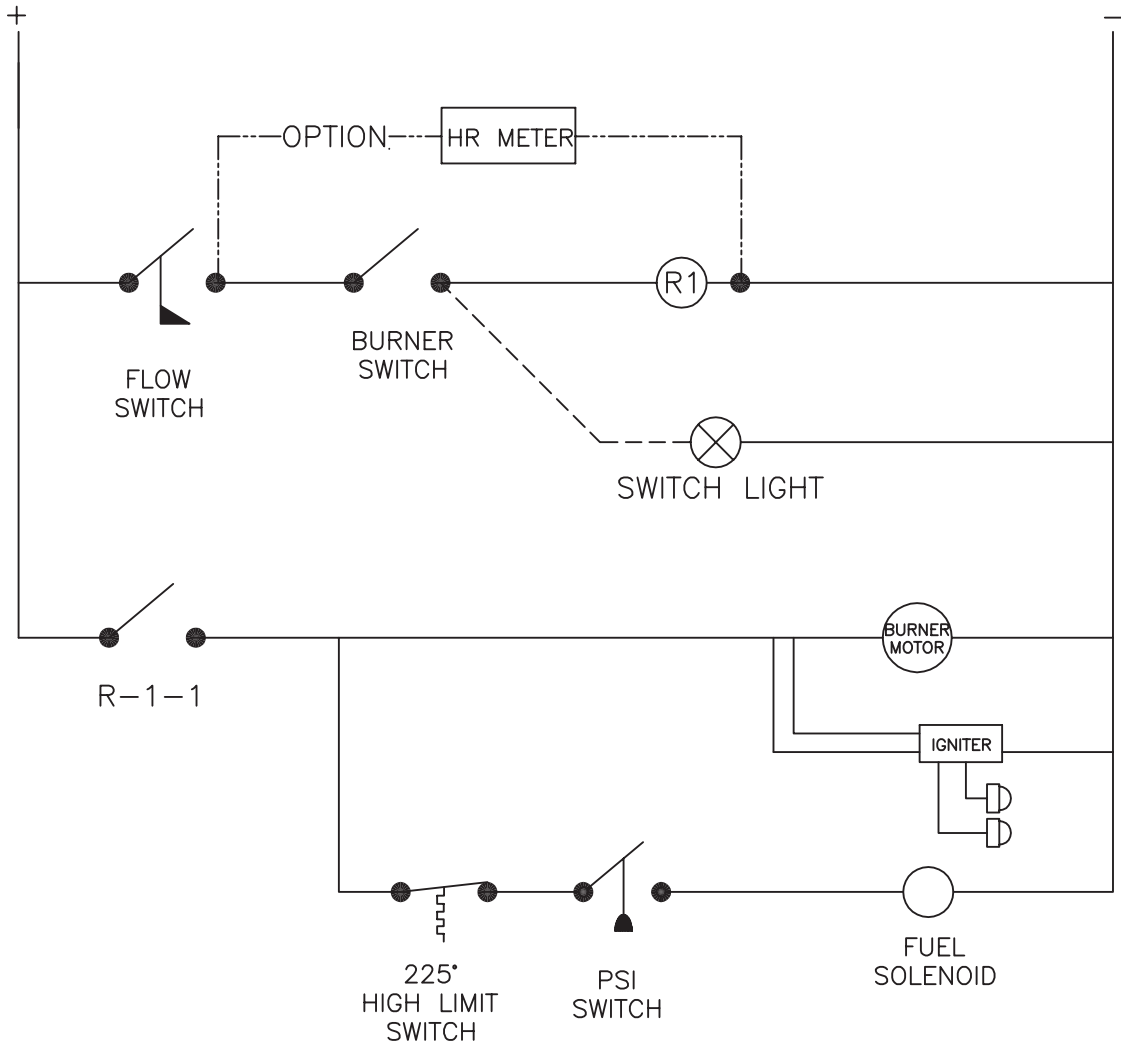 +
−
OPTION
HR METER
R1
BURNER
SWITCH
FLOW
SWITCH
SWITCH LIGHT
BURNER
MOTOR
R-1-1
IGNITER
225°
HIGH LIMIT
SWITCH
PSI
SWITCH
FUEL
SOLENOID